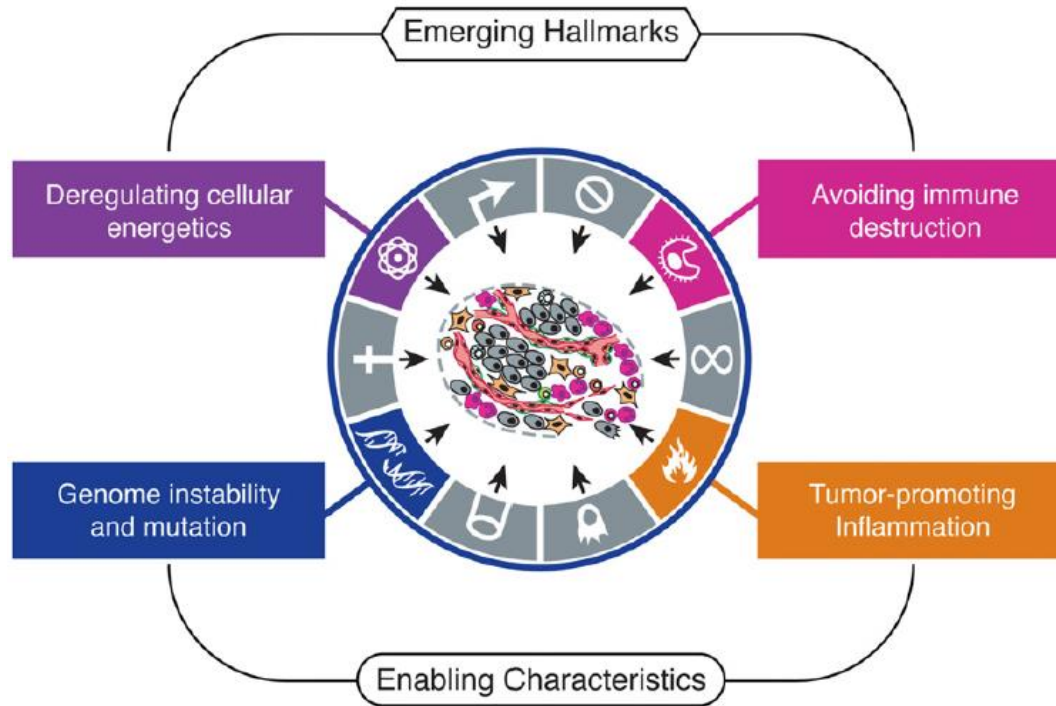 Emerging Hallmarks
Deregulating cellular
energetics
Avoiding immune
destruction
Genome instability
and mutation
Tumor-promoting
Inflammation
Enabling Characteristics